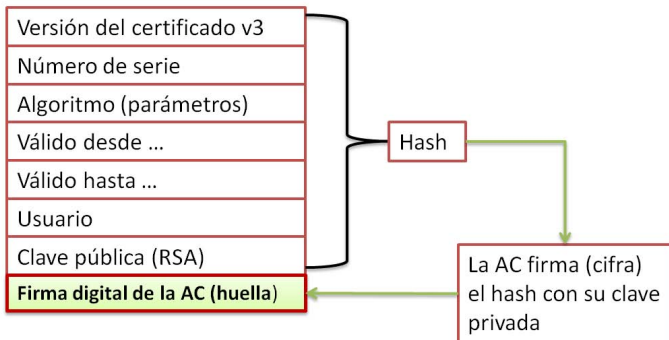 Versión del certificado v3
Número de serie
Algoritmo (parámetros)
Válido desde ...
Válido hasta ...
Usuario
Clave pública (RSA)
Firma digital de la AC (huella)
Hash
La AC firma (cifra)
el hash con su clave
privada